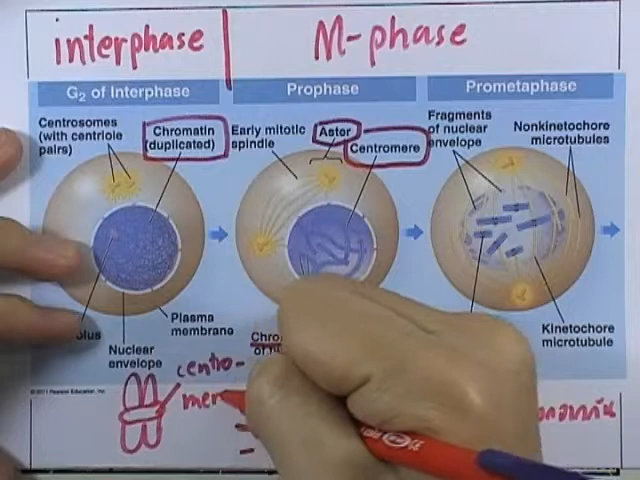 interphase M-phase
G2 of Interphase Prophase Prometaphase
Centrosomes
(with centriole
pairs)
Chromatin
(duplicated)
Early mitotic
spindle
Aster
Centromere
Fragments
of nuclear
envelope
Nonkinetochore
microtubules
Plasma
membrane
Nuclear
envelope
Kinetochore
microtubule
centro-
mer